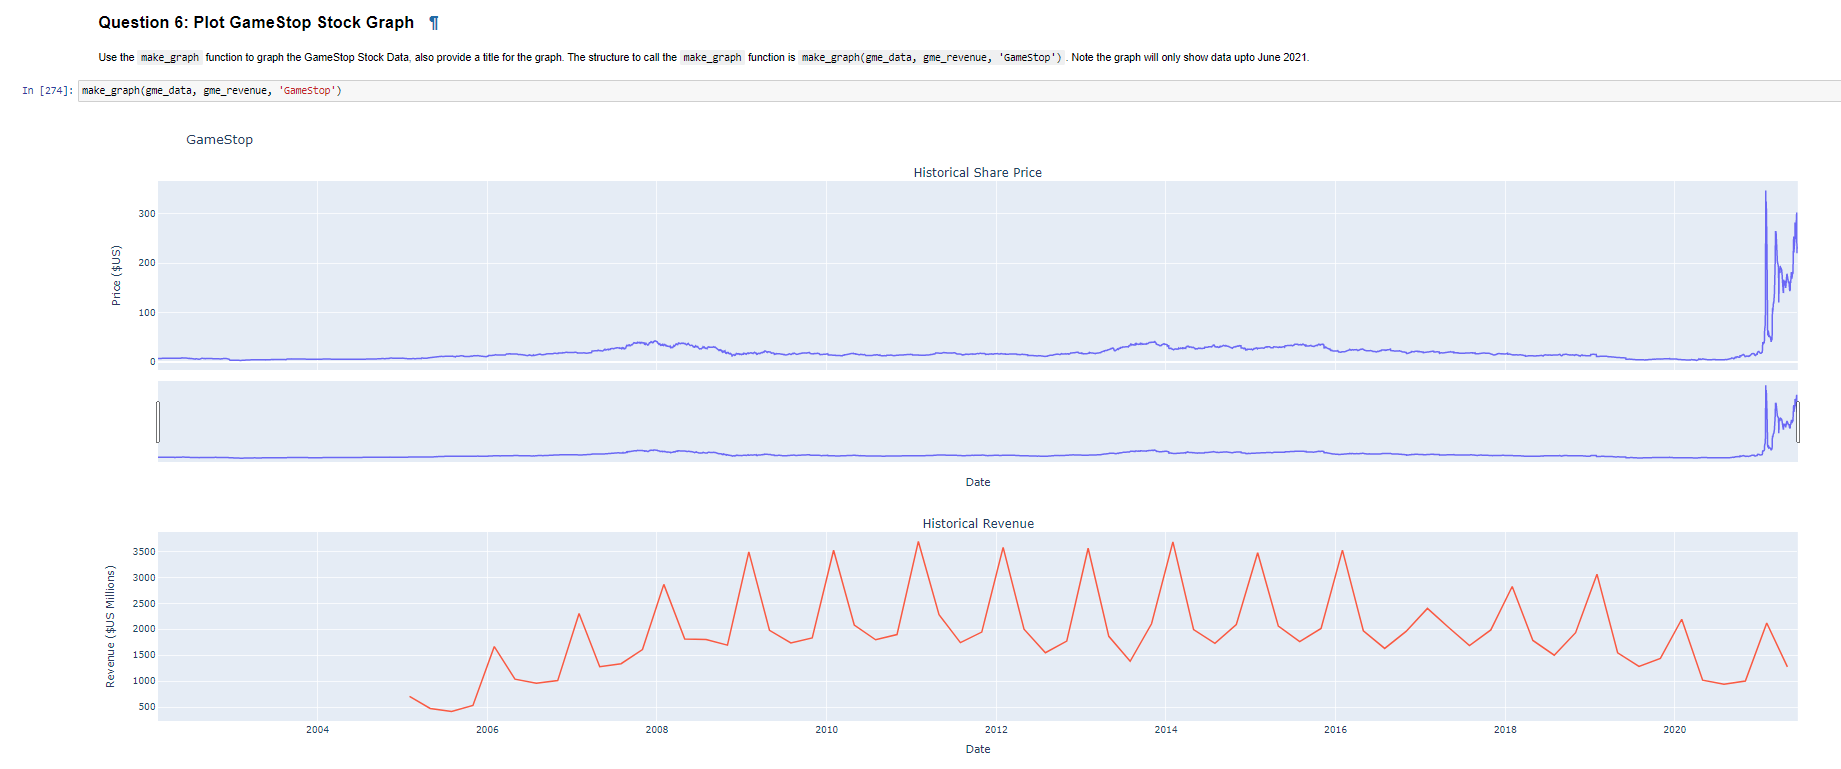 Question 6: Plot GameStop Stock Graph ¶
Use the make_graph function to graph the GameStop Stock Data, also provide a title for the graph. The structure to call the make_graph function is make_graph(gme_data, gme_revenue, 'GameStop') . Note the graph will only show data upto June 2021.
In [274]: make_graph(gme_data, gme_revenue, 'GameStop')
GameStop
Historical Share Price
Price ($US)
300
200
100
0
Date
Historical Revenue
Revenue ($US Millions)
3500
3000
2500
2000
1500
1000
500
2004 2006 2008 2010 2012 2014 2016 2018 2020
Date